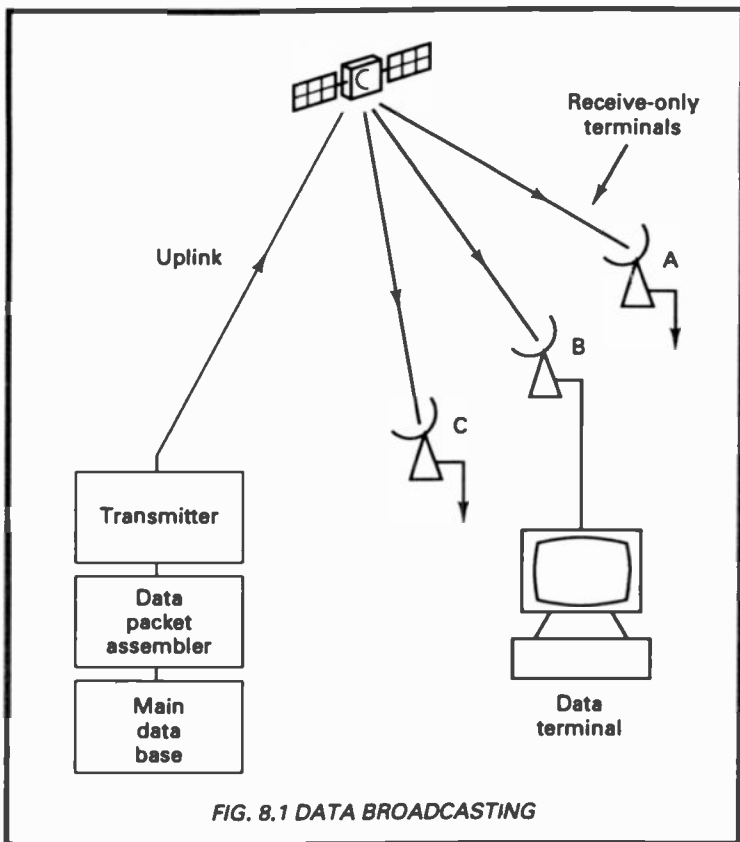 Receive-only
terminals
A
Uplink
B
C
Transmitter
Data
packet
assembler
Main
data
base
Data
terminal
FIG. 8.1 DATA BROADCASTING